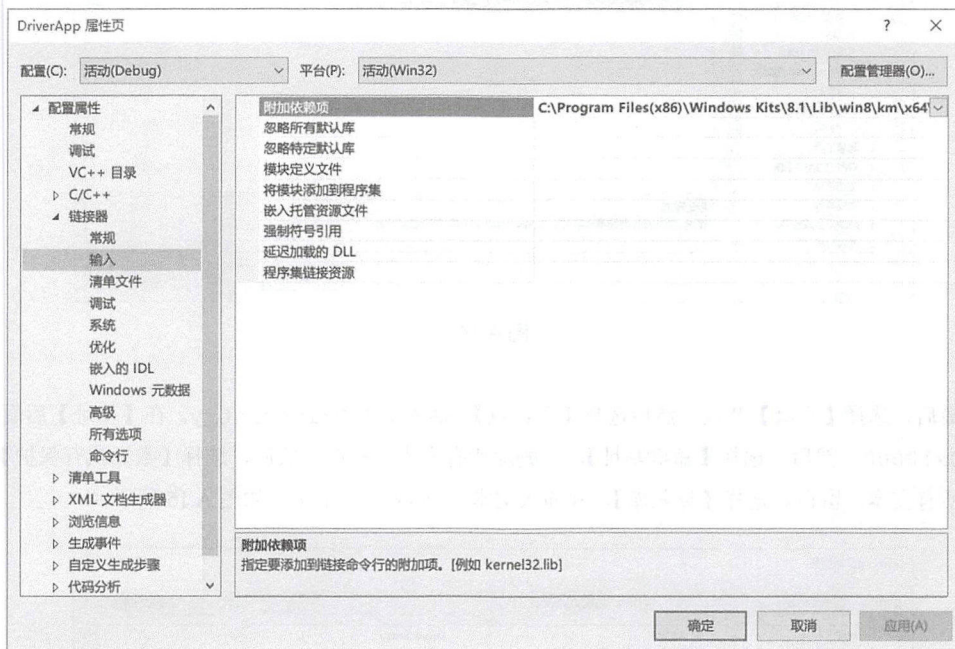 DriverApp 属性页
?
×
配置(C):
活动(Debug)
平台(P):
活动(Win32)
配置管理器(O)...
配置属性
常规
调试
VC++ 目录
C/C++
链接器
常规
输入
清单文件
调试
系统
优化
嵌入的 IDL
Windows 元数据
高级
所有选项
命令行
清单工具
XML 文档生成器
浏览信息
生成事件
自定义生成步骤
代码分析
附加依赖项
C:\Program Files(x86)\Windows Kits\8.1\Lib\win8\km\x64\
忽略所有默认库
忽略特定默认库
模块定义文件
将模块添加到程序集
嵌入托管资源文件
强制符号引用
延迟加载的 DLL
程序集链接资源
附加依赖项
指定要添加到链接命令行的附加项。[例如 kernel32.lib]
确定
取消
应用(A)